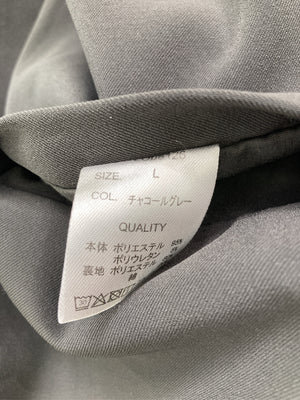 SIZE. L
COL. チャコールグレー
QUALITY
本体 ポリエステル
ポリウレタン
裏地 ポリエステル
綿